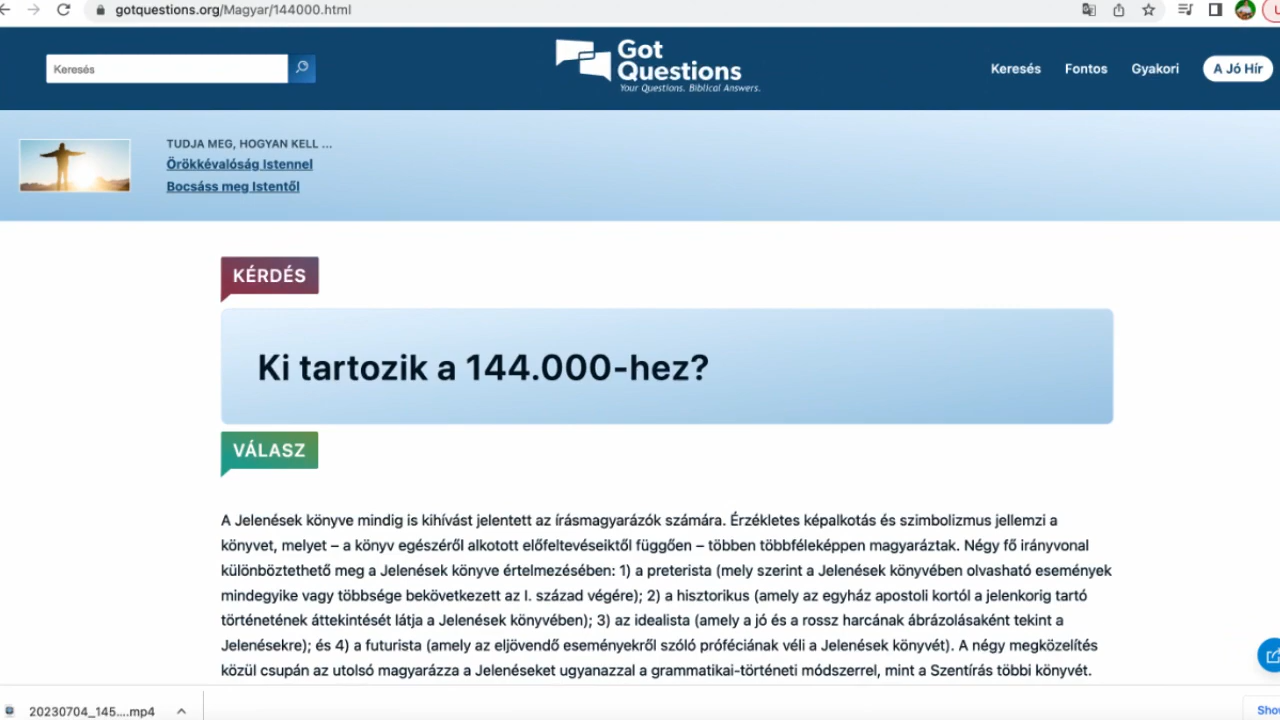 gotquestions.org/Magyar/144000.html
Keresés
Got
Questions
Your Questions. Biblical Answers.
Keresés Fontos Gyakori A Jó Hír
TUDJA MEG, HOGYAN KELL ...
Örökkévalóság Istennel
Bocsáss meg Istentől
KÉRDÉS
Ki tartozik a 144.000-hez?
VÁLASZ
A Jelenések könyve mindig is kihívást jelentett az írásmagyarázók számára. Érzékletes képalkotás és szimbolizmus jellemzi a
könyvet, melyet – a könyv egészéről alkotott előfeltevéseiktől függően – többen többféleképpen magyaráztak. Négy fő irányvonal
különböztethető meg a Jelenések könyve értelmezésében: 1) a preterista (mely szerint a Jelenések könyvében olvasható események
mindegyike vagy többsége bekövetkezett az I. század végére); 2) a hisztorikus (amely az egyház apostoli kortól a jelenkorig tartó
történetének áttekintését látja a Jelenések könyvében); 3) az idealista (amely a jó és a rossz harcának ábrázolásaként tekint a
Jelenésekre); és 4) a futurista (amely az eljövendő eseményekről szóló próféciának véli a Jelenések könyvét). A négy megközelítés
közül csupán az utolsó magyarázza a Jelenéseket ugyanazzal a grammatikai-történeti módszerrel, mint a Szentírás többi könyvét.
20230704_145....mp4